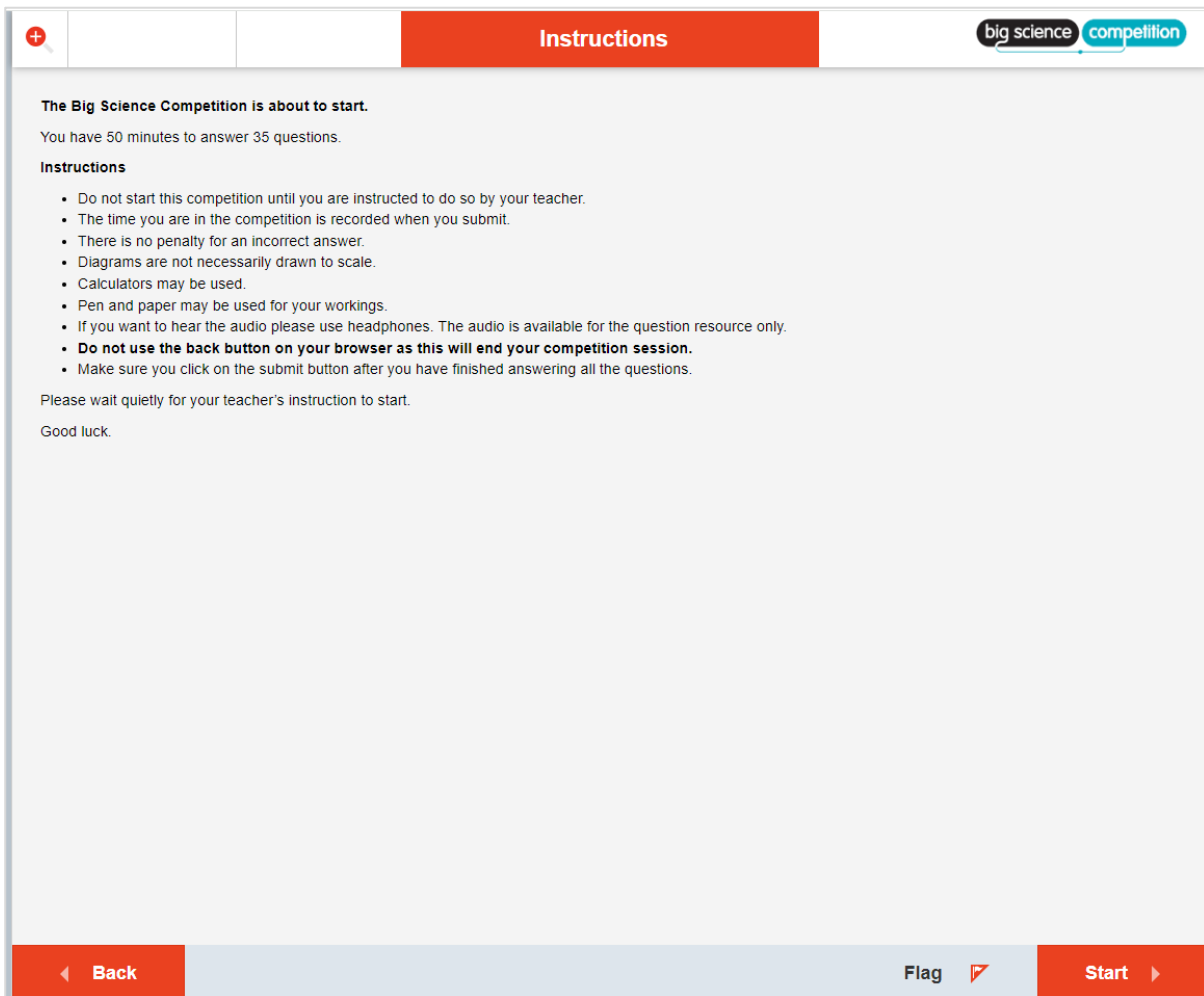 Instructions
big science competition
The Big Science Competition is about to start.
You have 50 minutes to answer 35 questions.
Instructions
• Do not start this competition until you are instructed to do so by your teacher.
• The time you are in the competition is recorded when you submit.
• There is no penalty for an incorrect answer.
• Diagrams are not necessarily drawn to scale.
• Calculators may be used.
• Pen and paper may be used for your workings.
• If you want to hear the audio please use headphones. The audio is available for the question resource only.
• Do not use the back button on your browser as this will end your competition session.
• Make sure you click on the submit button after you have finished answering all the questions.
Please wait quietly for your teacher’s instruction to start.
Good luck.
Back
Flag
Start